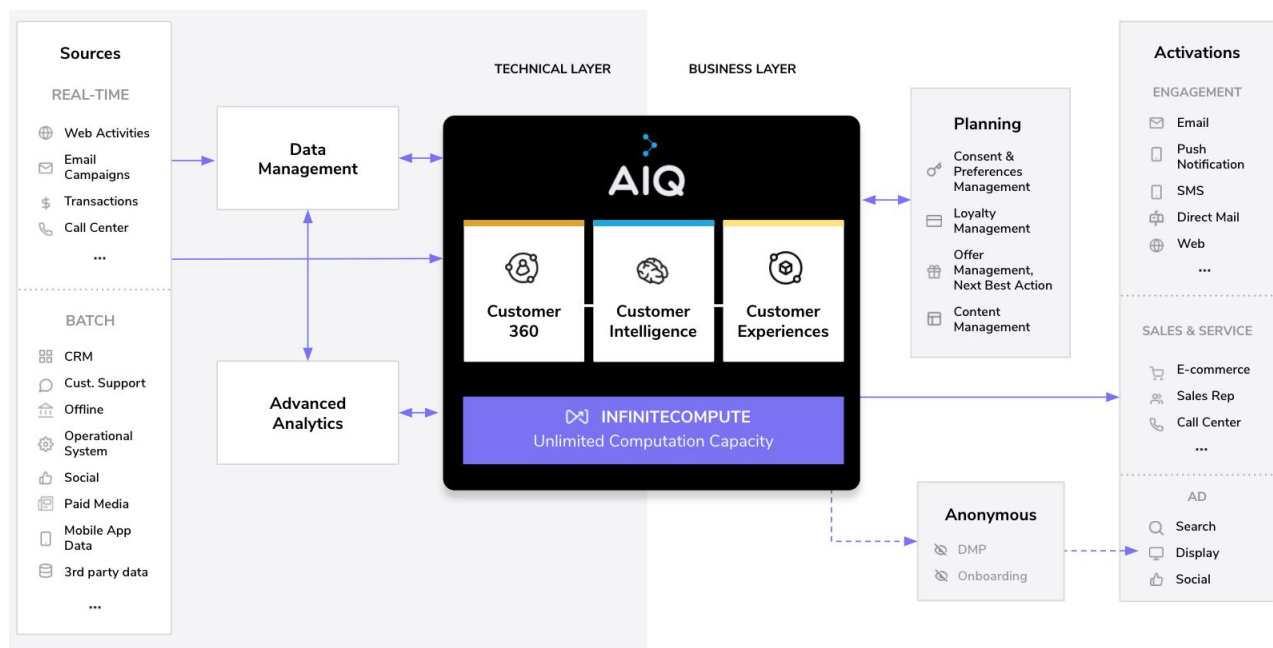 Sources
REAL-TIME
Web Activities
Email
Campaigns
Transactions
Call Center
...
BATCH
CRM
Cust. Support
Offline
Operational
System
Social
Paid Media
Mobile App
Data
3rd party data
...
Data
Management
Advanced
Analytics
TECHNICAL LAYER
BUSINESS LAYER
AIQ
Customer
360
Customer
Intelligence
Customer
Experiences
INFINITECOMPUTE
Unlimited Computation Capacity
Planning
Consent &
Preferences
Management
Loyalty
Management
Offer
Management,
Next Best Action
Content
Management
Anonymous
DMP
Onboarding
Activations
ENGAGEMENT
Email
Push
Notification
SMS
Direct Mail
Web
...
SALES & SERVICE
E-commerce
Sales Rep
Call Center
...
AD
Search
Display
Social